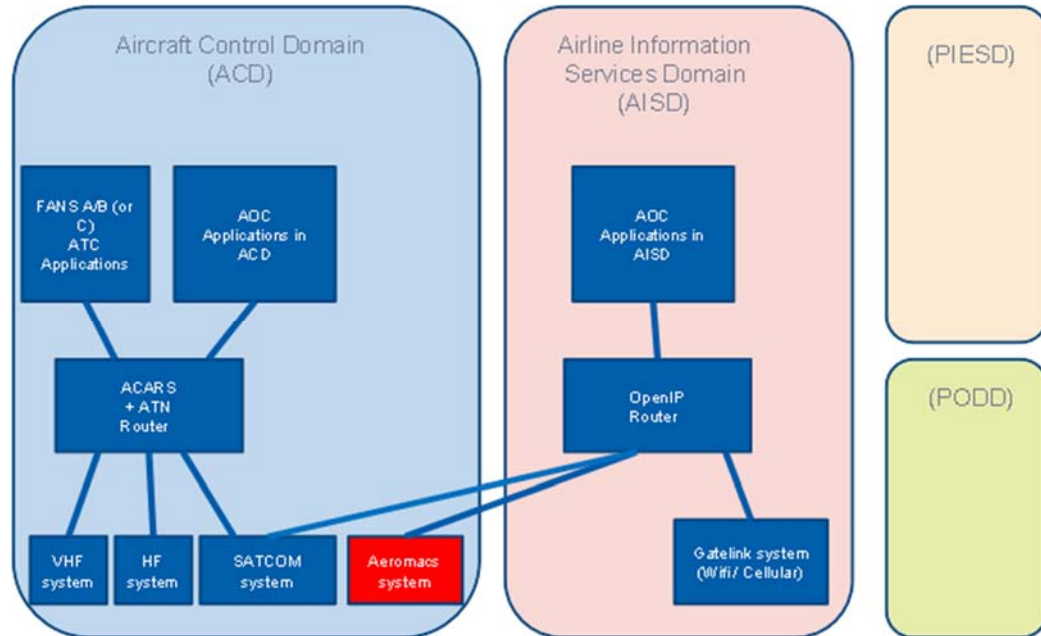 Aircraft Control Domain
(ACD)
Airline Information
Services Domain
(AISD)
(PIESD)
FANS A/B (or
C)
ATC
Applications
AOC
Applications in
ACD
AOC
Applications in
AISD
ACARS
+ ATN
Router
OpenIP
Router
(PODD)
VHF
system
HF
system
SATCOM
system
Aeromacs
system
Gatelink system
(Wifi/ Cellular)